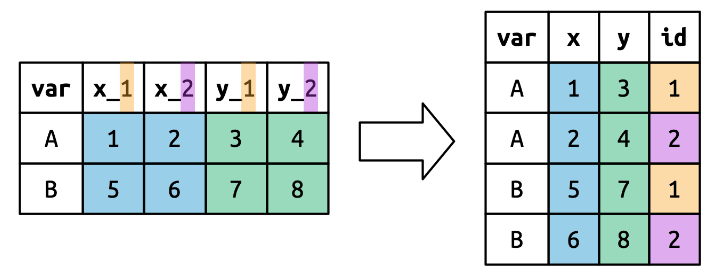 var x_1 x_2 y_1 y_2
A 1 2 3 4
B 5 6 7 8
var x y id
A 1 3 1
A 2 4 2
B 5 7 1
B 6 8 2